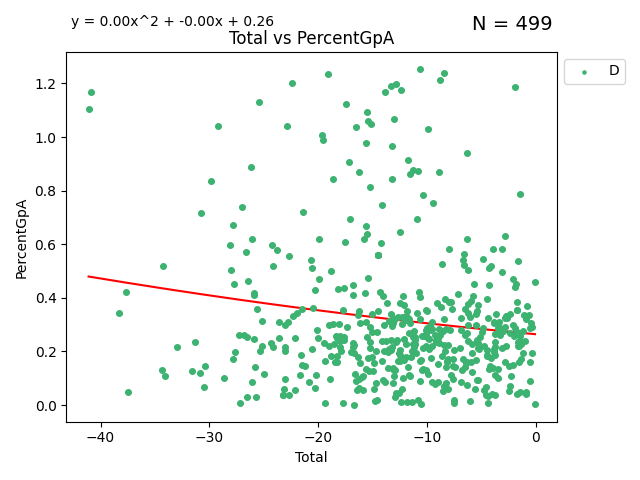 y = 0.00x^2 + -0.00x + 0.26
N = 499
Total vs PercentGpA
D
PercentGpA
1.2
1.0
0.8
0.6
0.4
0.2
0.0
−40
−30
−20
−10
0
Total